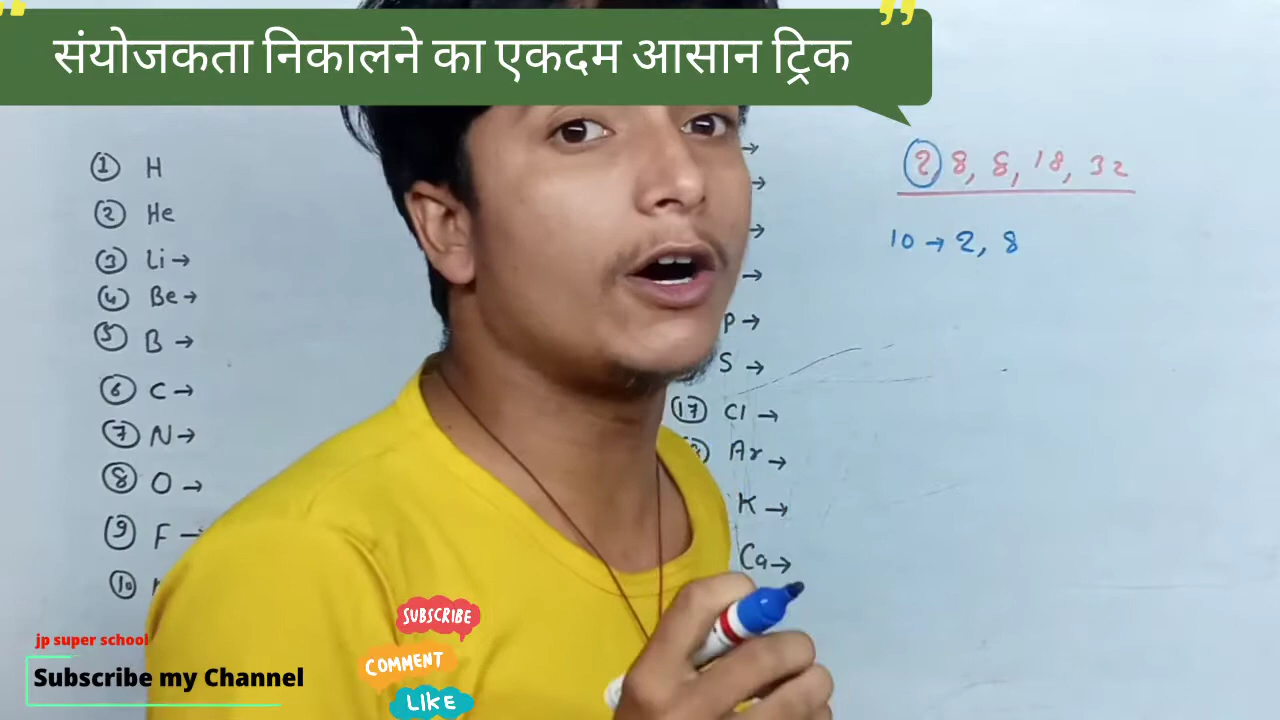 संयोजकता निकालने का एकदम आसान ट्रिक
① H
② He
③ Li →
④ Be →
⑤ B →
⑥ C →
⑦ N →
⑧ O →
⑨ F →
⑩
→
→
→
→
P →
S →
⑰ Cl →
Ar →
K →
Ca →
2, 8, 8, 18, 32
10 → 2, 8
jp super school
Subscribe my Channel
SUBSCRIBE
COMMENT
LIKE